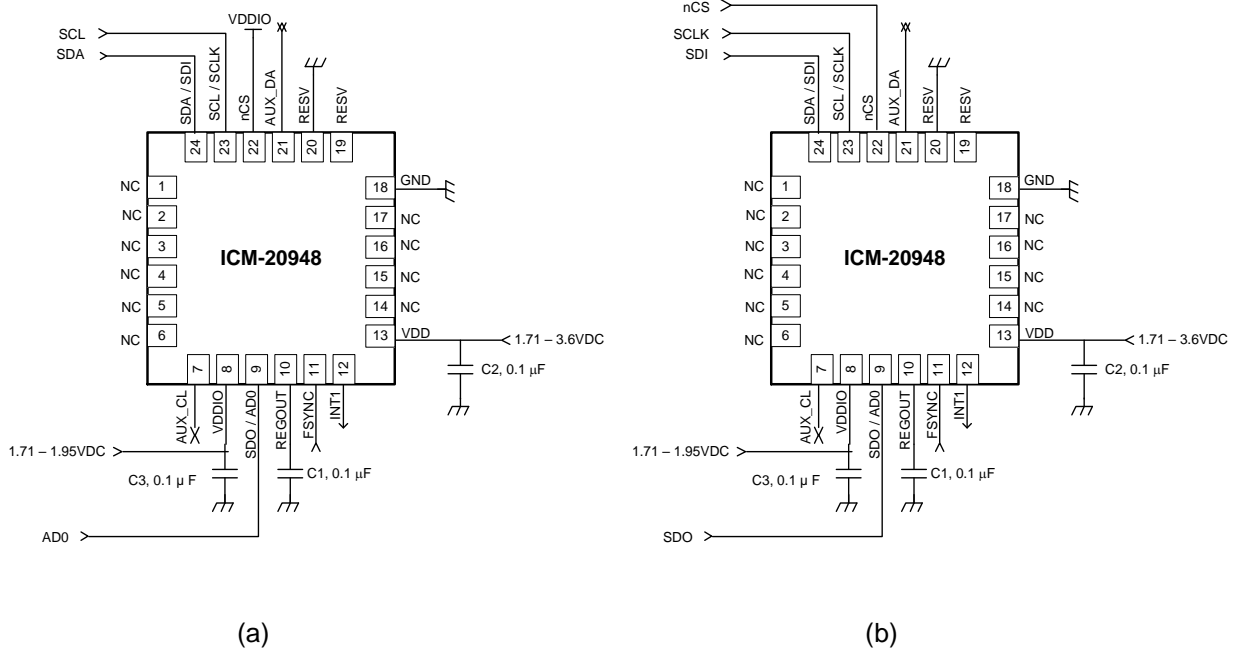 SCL
SDA
VDDIO
SDA / SDI
SCL / SCLK
nCS
AUX_DA
RESV
RESV
24
23
22
21
20
19
NC 1
NC 2
NC 3
NC 4
NC 5
NC 6
ICM-20948
18 GND
17 NC
16 NC
15 NC
14 NC
13 VDD
1.71 – 3.6VDC
C2, 0.1 µF
7
8
9
10
11
12
AUX_CL
VDDIO
SDO / AD0
REGOUT
FSYNC
INT1
1.71 – 1.95VDC
C3, 0.1 µ F
C1, 0.1 µF
AD0
(a)
nCS
SCLK
SDI
SDA / SDI
SCL / SCLK
nCS
AUX_DA
RESV
RESV
24
23
22
21
20
19
NC 1
NC 2
NC 3
NC 4
NC 5
NC 6
ICM-20948
18 GND
17 NC
16 NC
15 NC
14 NC
13 VDD
1.71 – 3.6VDC
C2, 0.1 µF
7
8
9
10
11
12
AUX_CL
VDDIO
SDO / AD0
REGOUT
FSYNC
INT1
1.71 – 1.95VDC
C3, 0.1 µ F
C1, 0.1 µF
SDO
(b)